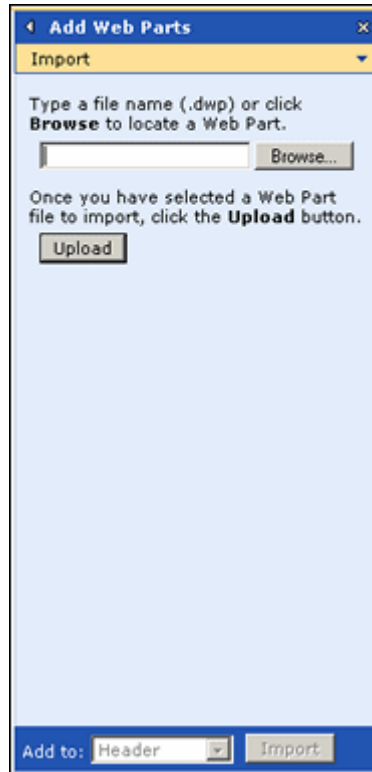 Add Web Parts
Import
Type a file name (.dwp) or click
Browse to locate a Web Part.
Browse...
Once you have selected a Web Part
file to import, click the Upload button.
Upload
Add to: Header Import